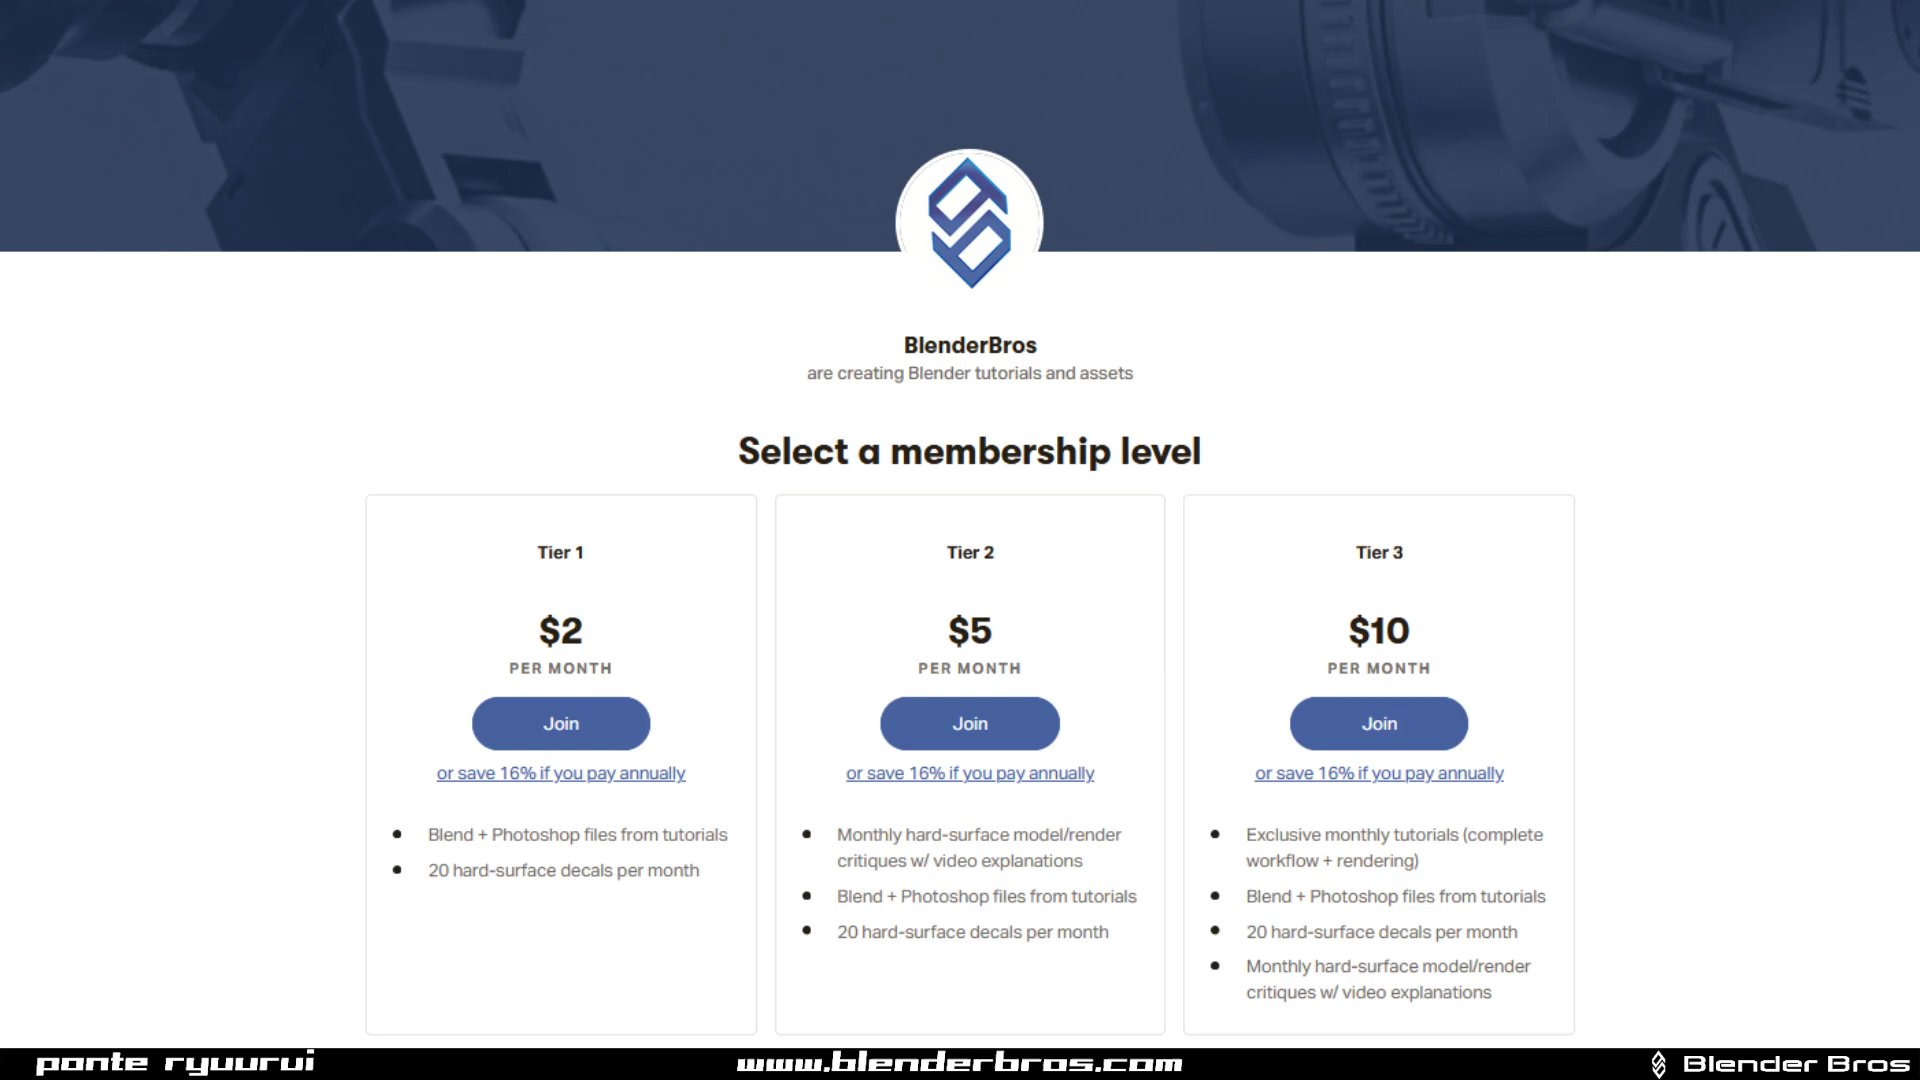 BlenderBros
are creating Blender tutorials and assets
Select a membership level
Tier 1
$2
PER MONTH
Join
or save 16% if you pay annually
• Blend + Photoshop files from tutorials
• 20 hard-surface decals per month
Tier 2
$5
PER MONTH
Join
or save 16% if you pay annually
• Monthly hard-surface model/render
critiques w/ video explanations
• Blend + Photoshop files from tutorials
• 20 hard-surface decals per month
Tier 3
$10
PER MONTH
Join
or save 16% if you pay annually
• Exclusive monthly tutorials (complete
workflow + rendering)
• Blend + Photoshop files from tutorials
• 20 hard-surface decals per month
• Monthly hard-surface model/render
critiques w/ video explanations
ponte ryuurui
www.blenderbros.com
Blender Bros